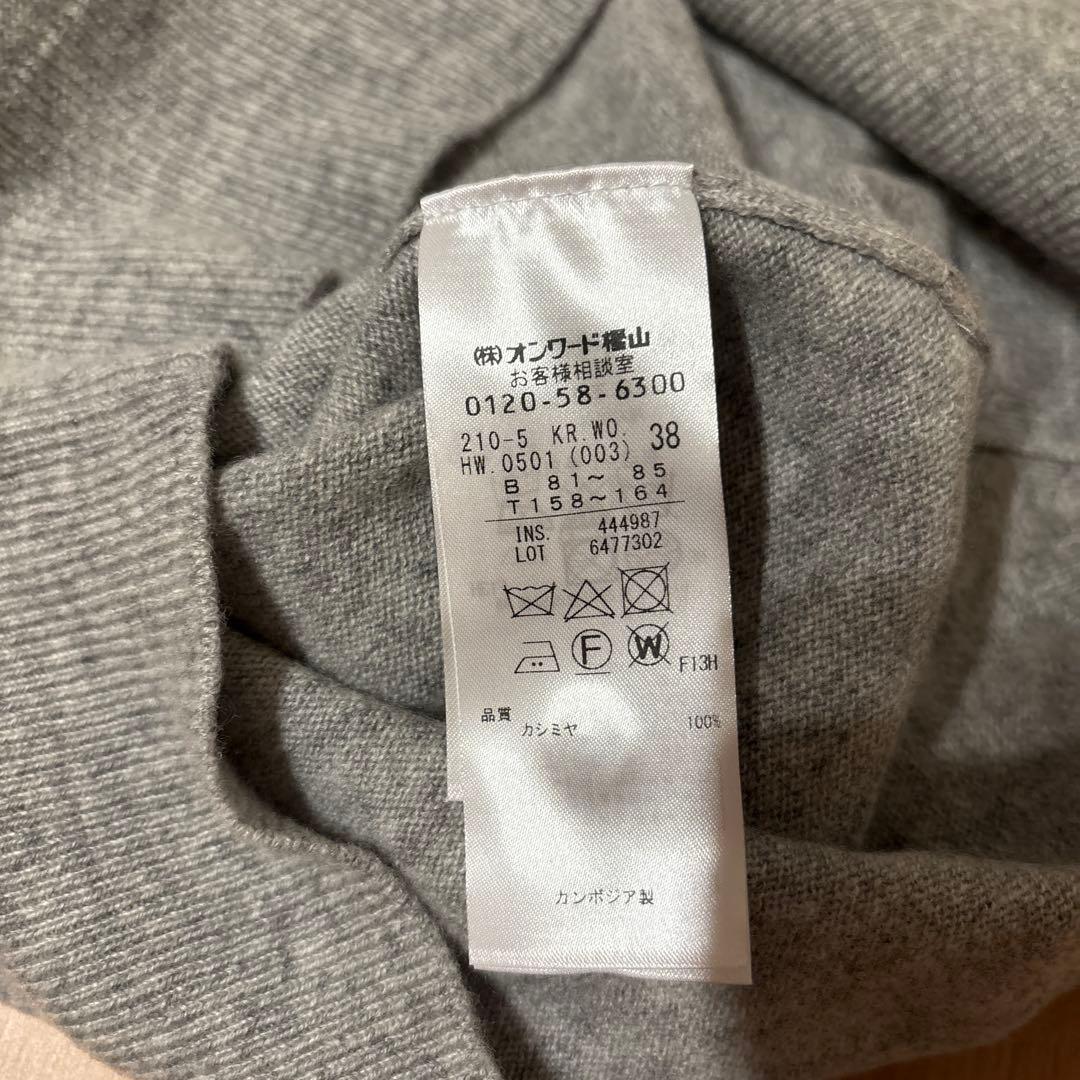 (株)オンワード樫山
お客様相談室
0120-58-6300
210-5 KR.WO. 38
HW.0501 (003)
B 81～ 85
T158～164
INS. 444987
LOT 6477302
F W F13H
品質
カシミヤ 100%
カンボジア製